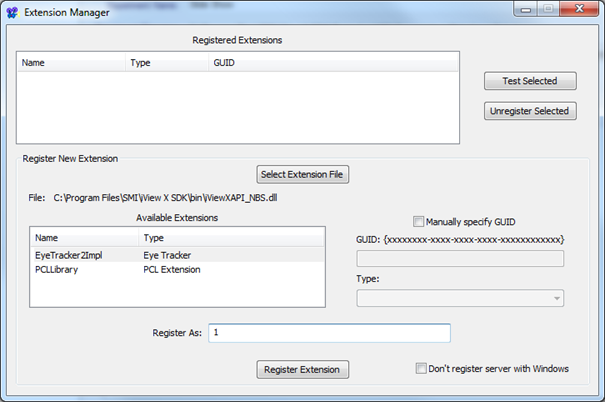 Extension Manager
Registered Extensions
Name Type GUID
Test Selected
Unregister Selected
Register New Extension
Select Extension File
File: C:\Program Files\SMI\iView X SDK\bin\iViewXAPI_NBS.dll
Available Extensions
Manually specify GUID
Name Type
GUID: {xxxxxxxx-xxxx-xxxx-xxxx-xxxxxxxxxxxx}
EyeTracker2Impl Eye Tracker
PCLLibrary PCL Extension
Type:
Register As: 1
Register Extension
Don't register server with Windows